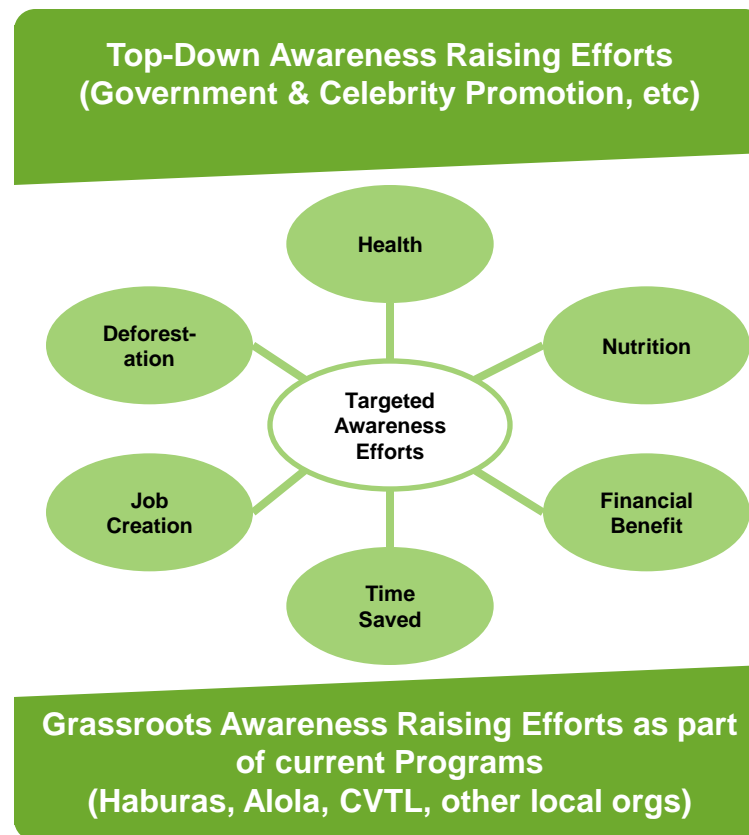 Top-Down Awareness Raising Efforts
(Government & Celebrity Promotion, etc)
Health
Deforest-
ation
Nutrition
Targeted
Awareness
Efforts
Job
Creation
Financial
Benefit
Time
Saved
Grassroots Awareness Raising Efforts as part
of current Programs
(Haburas, Alola, CVTL, other local orgs)